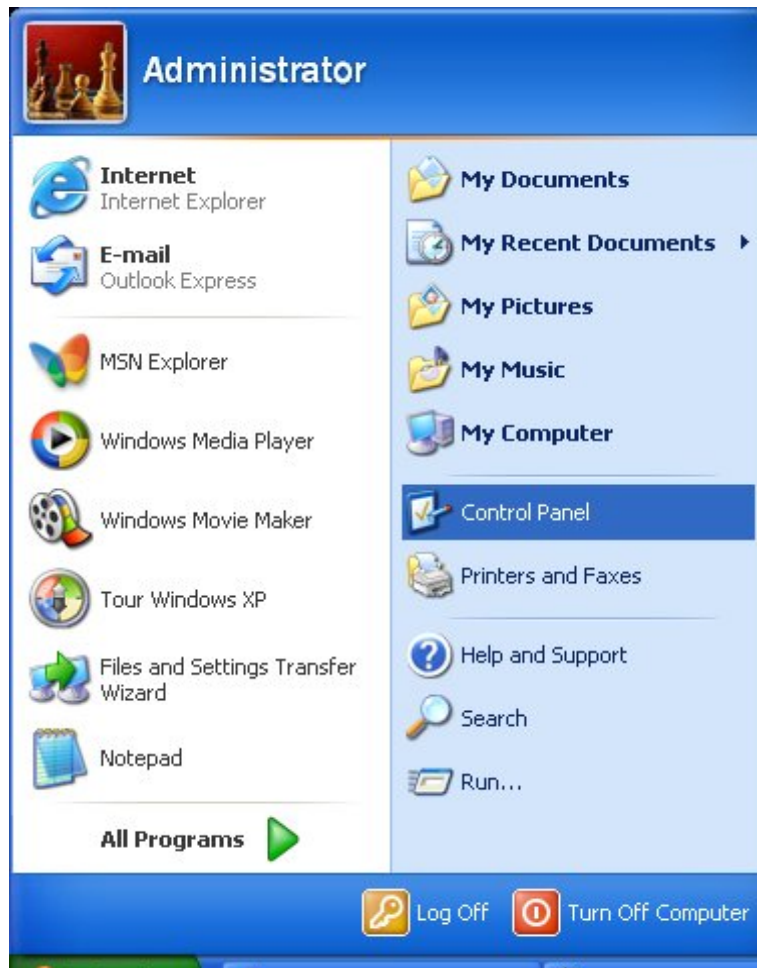 Administrator
Internet
Internet Explorer
E-mail
Outlook Express
MSN Explorer
Windows Media Player
Windows Movie Maker
Tour Windows XP
Files and Settings Transfer
Wizard
Notepad
All Programs
My Documents
My Recent Documents
My Pictures
My Music
My Computer
Control Panel
Printers and Faxes
Help and Support
Search
Run...
Log Off
Turn Off Computer